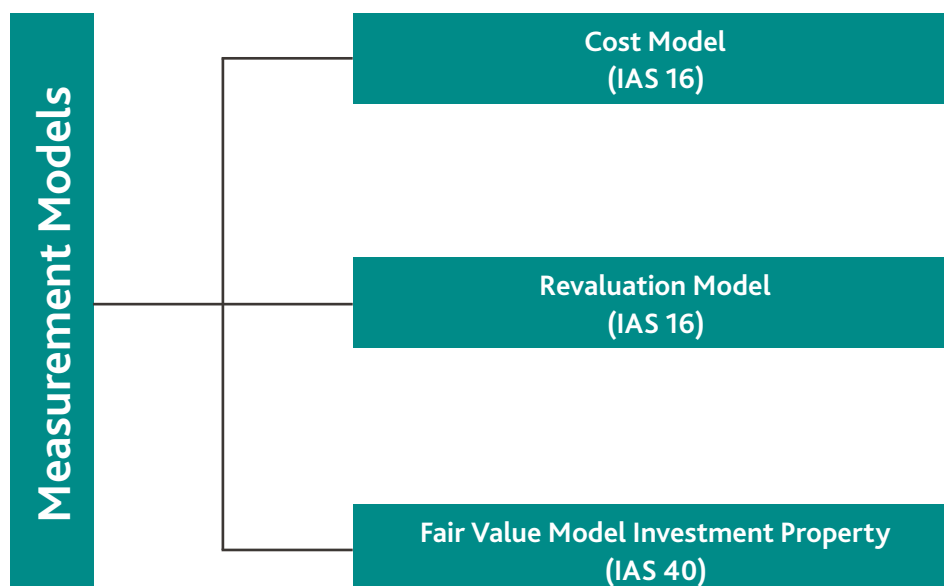 Measurement Models
Cost Model
(IAS 16)
Revaluation Model
(IAS 16)
Fair Value Model Investment Property
(IAS 40)